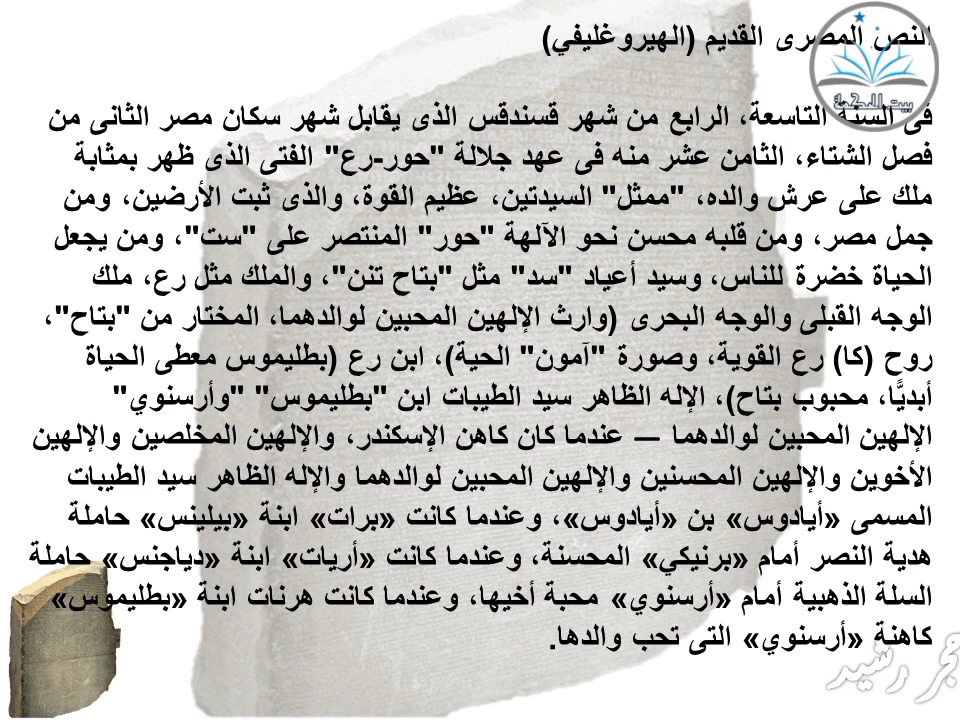 النص المصرى القديم (الهيروغليفي)
بيت الحكمة
فى السنة التاسعة، الرابع من شهر قسندقس الذى يقابل شهر سكان مصر الثانى من
فصل الشتاء، الثامن عشر منه فى عهد جلالة "حور-رع" الفتى الذى ظهر بمثابة
ملك على عرش والده، "ممثل" السيدتين، عظيم القوة، والذى ثبت الأرضين، ومن
جمل مصر، ومن قلبه محسن نحو الآلهة "حور" المنتصر على "ست"، ومن يجعل
الحياة خضرة للناس، وسيد أعياد "سد" مثل "بتاح تنن"، والملك مثل رع، ملك
الوجه القبلى والوجه البحرى (وارث الإلهين المحبين لوالدهما، المختار من "بتاح"،
روح (كا) رع القوية، وصورة "آمون" الحية)، ابن رع (بطليموس معطى الحياة
أبديًّا، محبوب بتاح)، الإله الظاهر سيد الطيبات ابن "بطليموس" "وأرسنوي"
الإلهين المحبين لوالدهما — عندما كان كاهن الإسكندر، والإلهين المخلصين والإلهين
الأخوين والإلهين المحسنين والإلهين المحبين لوالدهما والإله الظاهر سيد الطيبات
المسمى «أيادوس» بن «أيادوس»، وعندما كانت «برات» ابنة «بيلينس» حاملة
هدية النصر أمام «برنيكي» المحسنة، وعندما كانت «أريات» ابنة «دياجنس» حاملة
السلة الذهبية أمام «أرسنوي» محبة أخيها، وعندما كانت هرنات ابنة «بطليموس»
كاهنة «أرسنوي» التى تحب والدها.
حجر رشيد